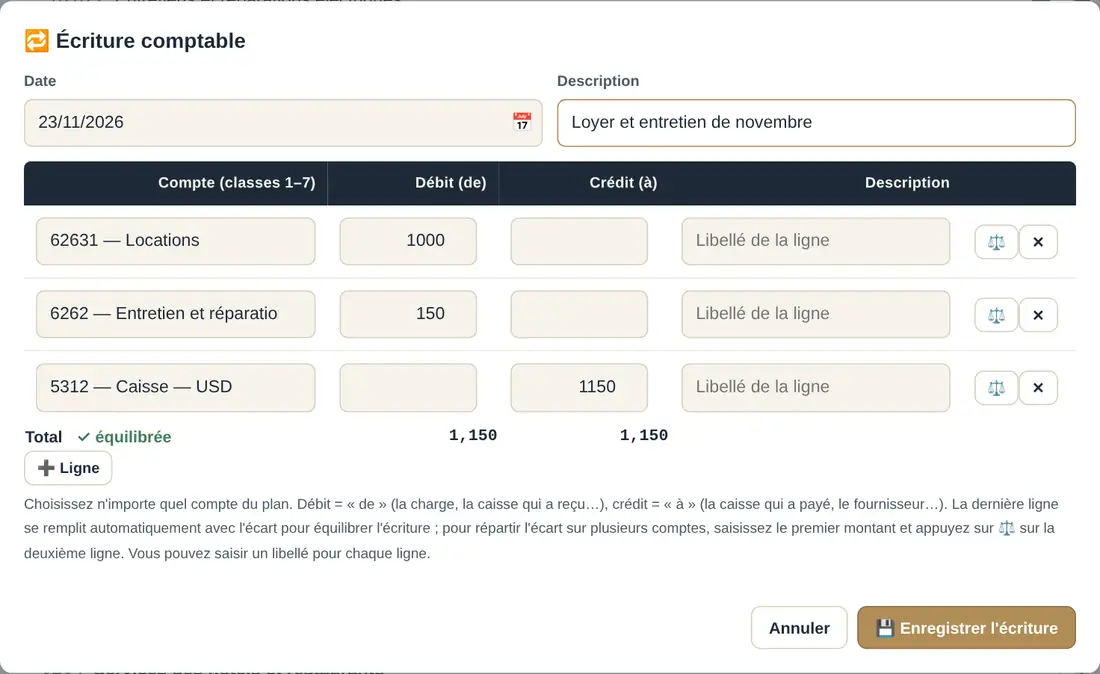 Écriture comptable
Date
Description
23/11/2026
Loyer et entretien de novembre
Compte (classes 1–7) Débit (de) Crédit (à) Description
62631 — Locations 1000 Libellé de la ligne
6262 — Entretien et réparatio 150 Libellé de la ligne
5312 — Caisse — USD 1150 Libellé de la ligne
Total ✓ équilibrée 1,150 1,150
➕ Ligne
Choisissez n'importe quel compte du plan. Débit = « de » (la charge, la caisse qui a reçu…), crédit = « à » (la caisse qui a payé, le fournisseur…). La dernière ligne
se remplit automatiquement avec l'écart pour équilibrer l'écriture ; pour répartir l'écart sur plusieurs comptes, saisissez le premier montant et appuyez sur ⚖️ sur la
deuxième ligne. Vous pouvez saisir un libellé pour chaque ligne.
Annuler
Enregistrer l'écriture